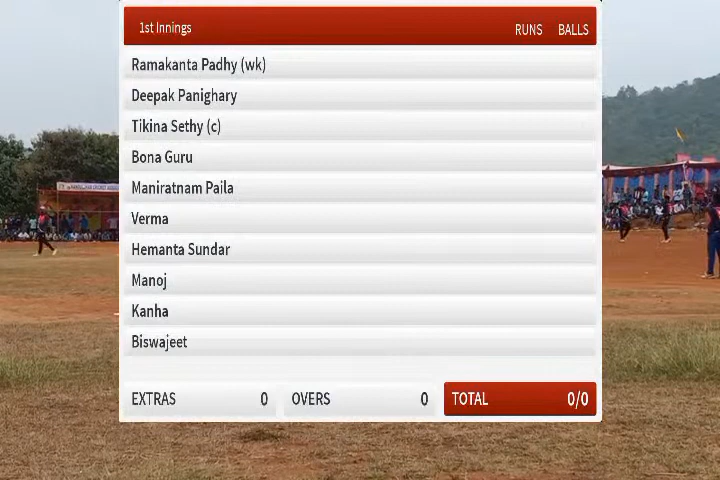 1st Innings RUNS BALLS
Ramakanta Padhy (wk)
Deepak Panighary
Tikina Sethy (c)
Bona Guru
Maniratnam Paila
Verma
Hemanta Sundar
Manoj
Kanha
Biswajeet
EXTRAS 0 OVERS 0 TOTAL 0/0